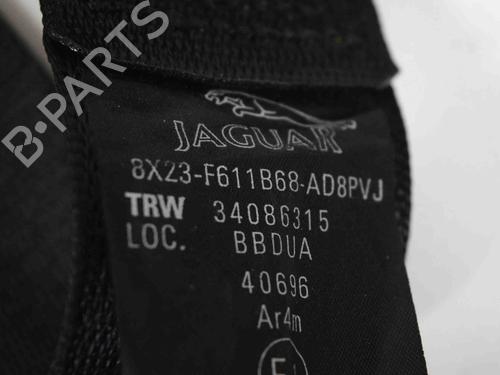 B-PARTS
JAGUAR
8X23-F611B68-AD8PVJ
TRW 34086315
LOC. BBDUA
40696
Ar4m
E